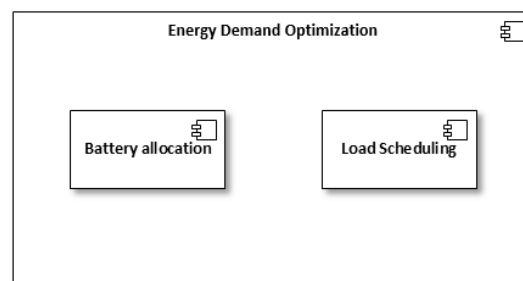 Energy Demand Optimization
Battery allocation
Load Scheduling